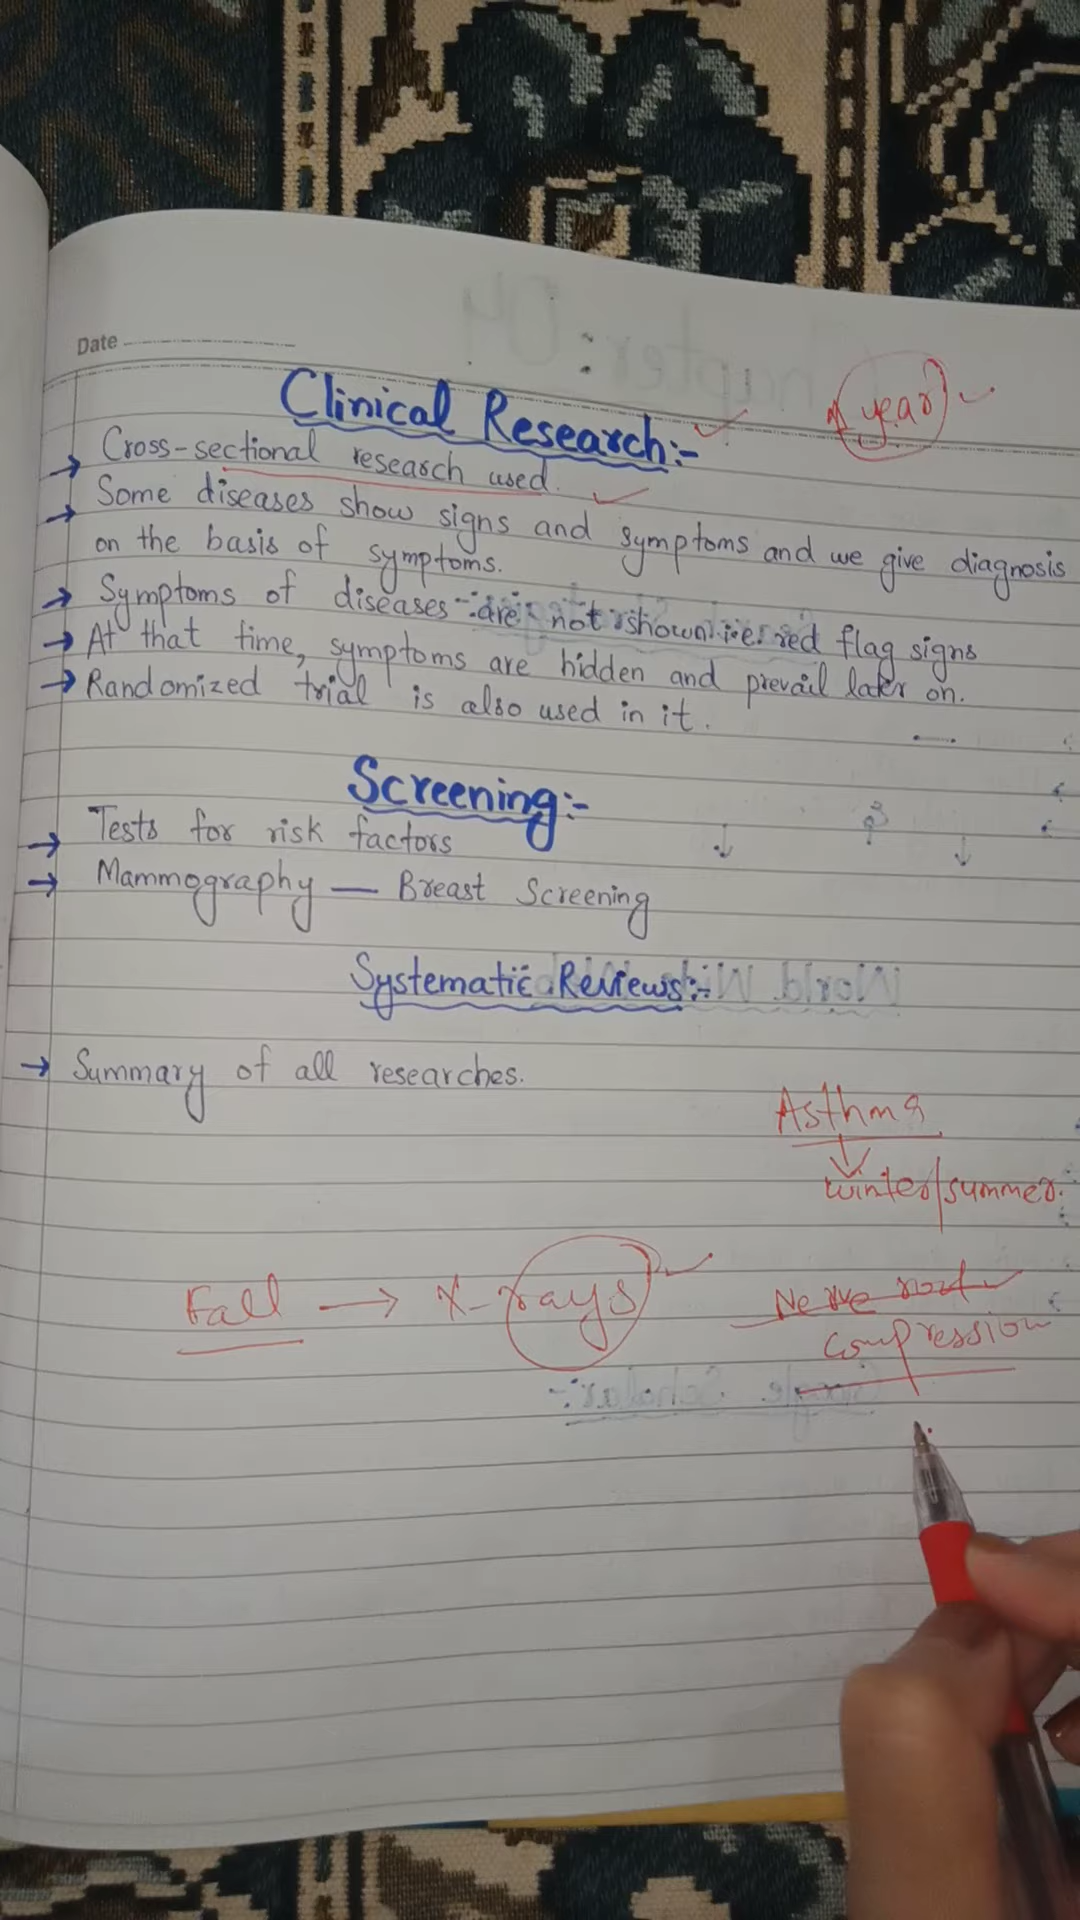 Date
1 year
Clinical Research:-
→ Cross-sectional research used.
→ Some diseases show signs and symptoms and we give diagnosis
on the basis of symptoms.
→ Symptoms of diseases are not shown i.e. red flag signs
→ At that time, symptoms are hidden and prevail later on.
→ Randomized trial is also used in it.
Screening:-
→ Tests for risk factors
→ Mammography — Breast Screening
Systematic Reviews:-
→ Summary of all researches.
Asthma
winter/summer.
Fall → X-rays
Nerve root
compression